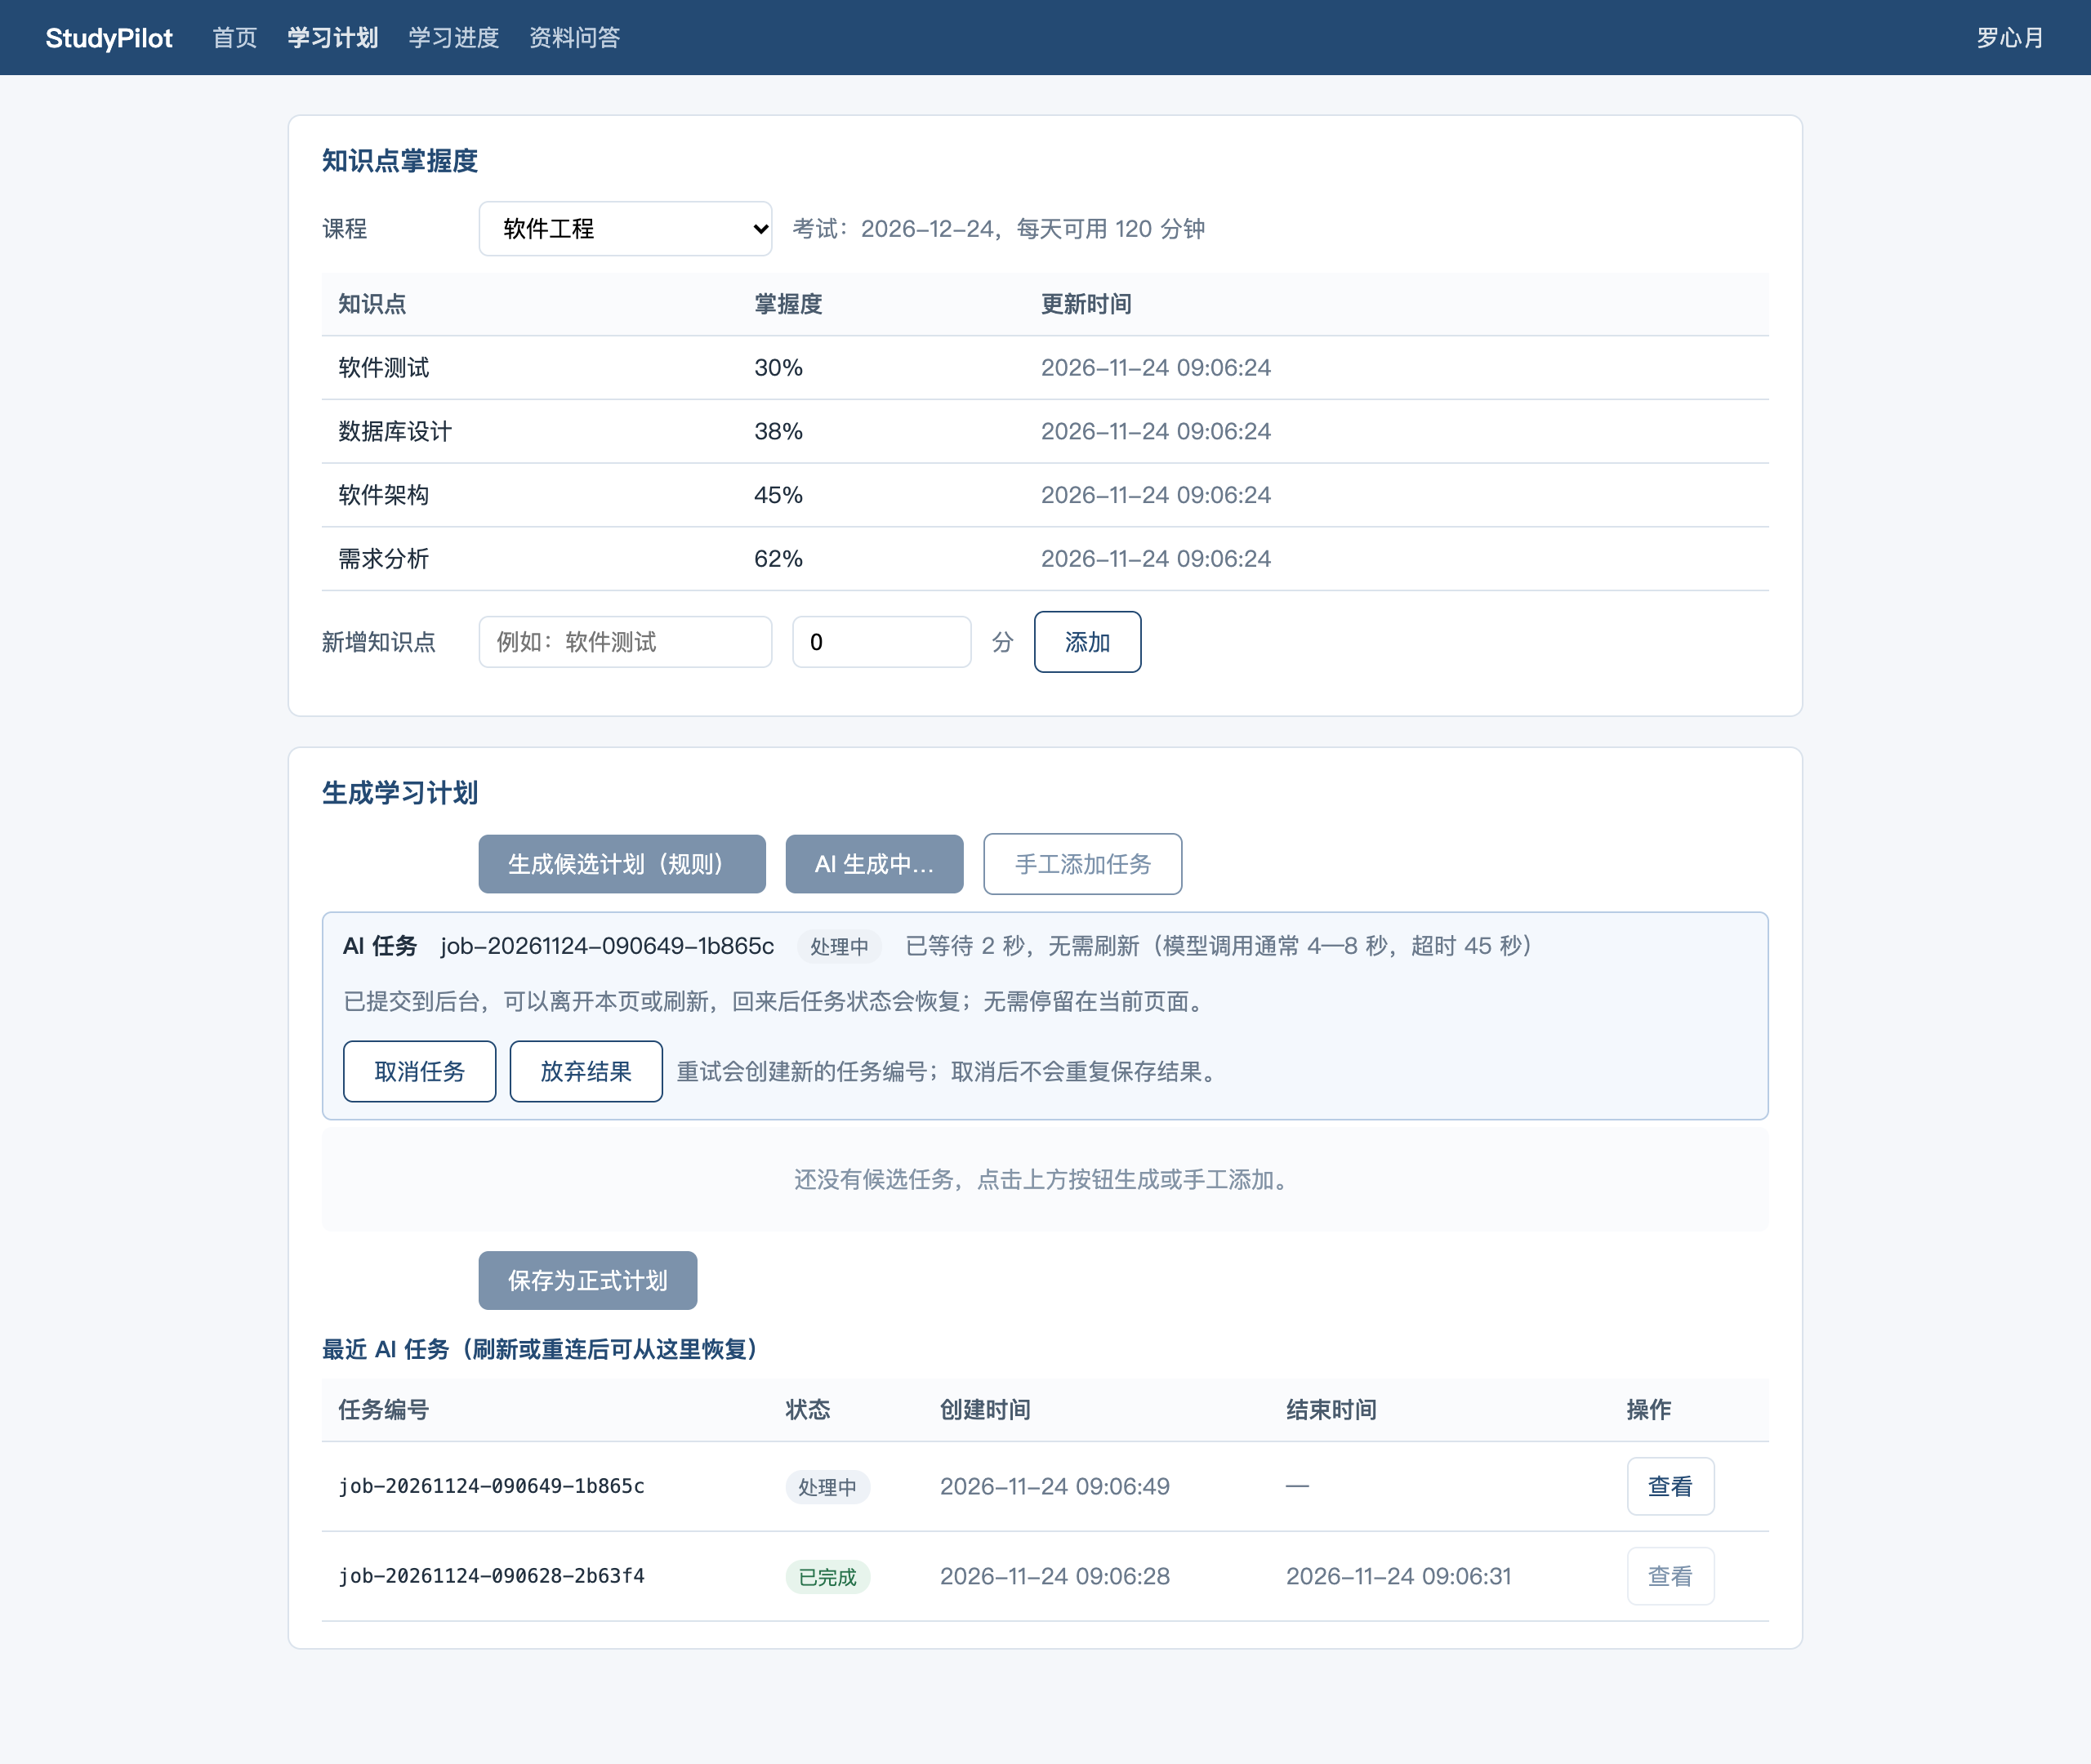 StudyPilot 首页 学习计划 学习进度 资料问答 罗心月
知识点掌握度
课程 软件工程 考试：2026-12-24，每天可用 120 分钟
知识点 掌握度 更新时间
软件测试 30% 2026-11-24 09:06:24
数据库设计 38% 2026-11-24 09:06:24
软件架构 45% 2026-11-24 09:06:24
需求分析 62% 2026-11-24 09:06:24
新增知识点 例如：软件测试 0 分 添加
生成学习计划
生成候选计划（规则） AI 生成中… 手工添加任务
AI 任务 job-20261124-090649-1b865c 处理中 已等待 2 秒，无需刷新（模型调用通常 4—8 秒，超时 45 秒）
已提交到后台，可以离开本页或刷新，回来后任务状态会恢复；无需停留在当前页面。
取消任务 放弃结果 重试会创建新的任务编号；取消后不会重复保存结果。
还没有候选任务，点击上方按钮生成或手工添加。
保存为正式计划
最近 AI 任务（刷新或重连后可从这里恢复）
任务编号 状态 创建时间 结束时间 操作
job-20261124-090649-1b865c 处理中 2026-11-24 09:06:49 — 查看
job-20261124-090628-2b63f4 已完成 2026-11-24 09:06:28 2026-11-24 09:06:31 查看